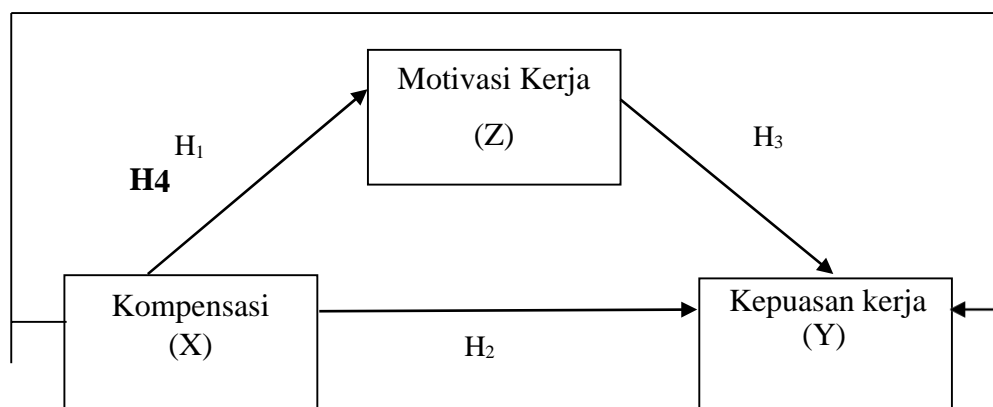 Motivasi Kerja
(Z)
H₁
H₃
H4
Kompensasi
(X)
Kepuasan kerja
(Y)
H₂